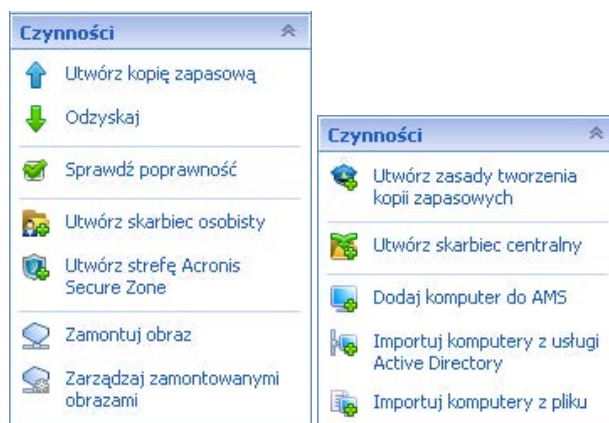 Czynności
Utwórz kopię zapasową
Odzyskaj
Sprawdź poprawność
Utwórz skarbiec osobisty
Utwórz strefę Acronis
Secure Zone
Zamontuj obraz
Zarządzaj zamontowanymi
obrazami
Czynności
Utwórz zasady tworzenia
kopii zapasowych
Utwórz skarbiec centralny
Dodaj komputer do AMS
Importuj komputery z usługi
Active Directory
Importuj komputery z pliku